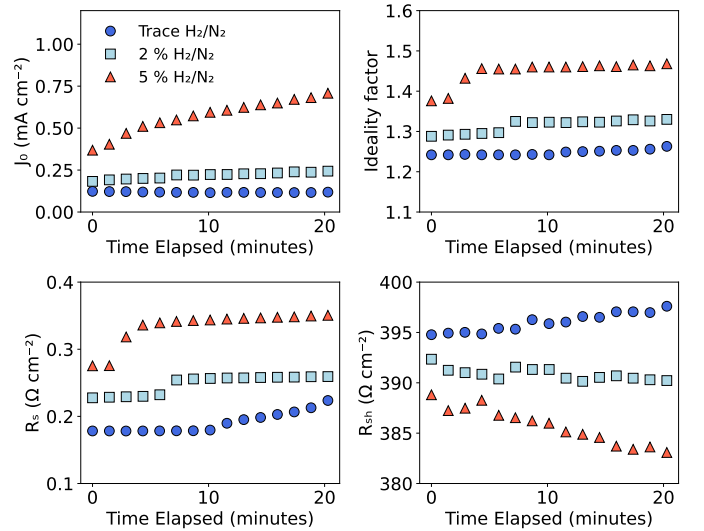 J₀ (mA cm⁻²)
1.00
0.75
0.50
0.25
0.00
Trace H₂/N₂
2 % H₂/N₂
5 % H₂/N₂
0
10
20
Time Elapsed (minutes)
Ideality factor
1.6
1.5
1.4
1.3
1.2
1.1
0
10
20
Time Elapsed (minutes)
Rₛ (Ω cm⁻²)
0.4
0.3
0.2
0.1
0
10
20
Time Elapsed (minutes)
Rₛₕ (Ω cm⁻²)
400
395
390
385
380
0
10
20
Time Elapsed (minutes)